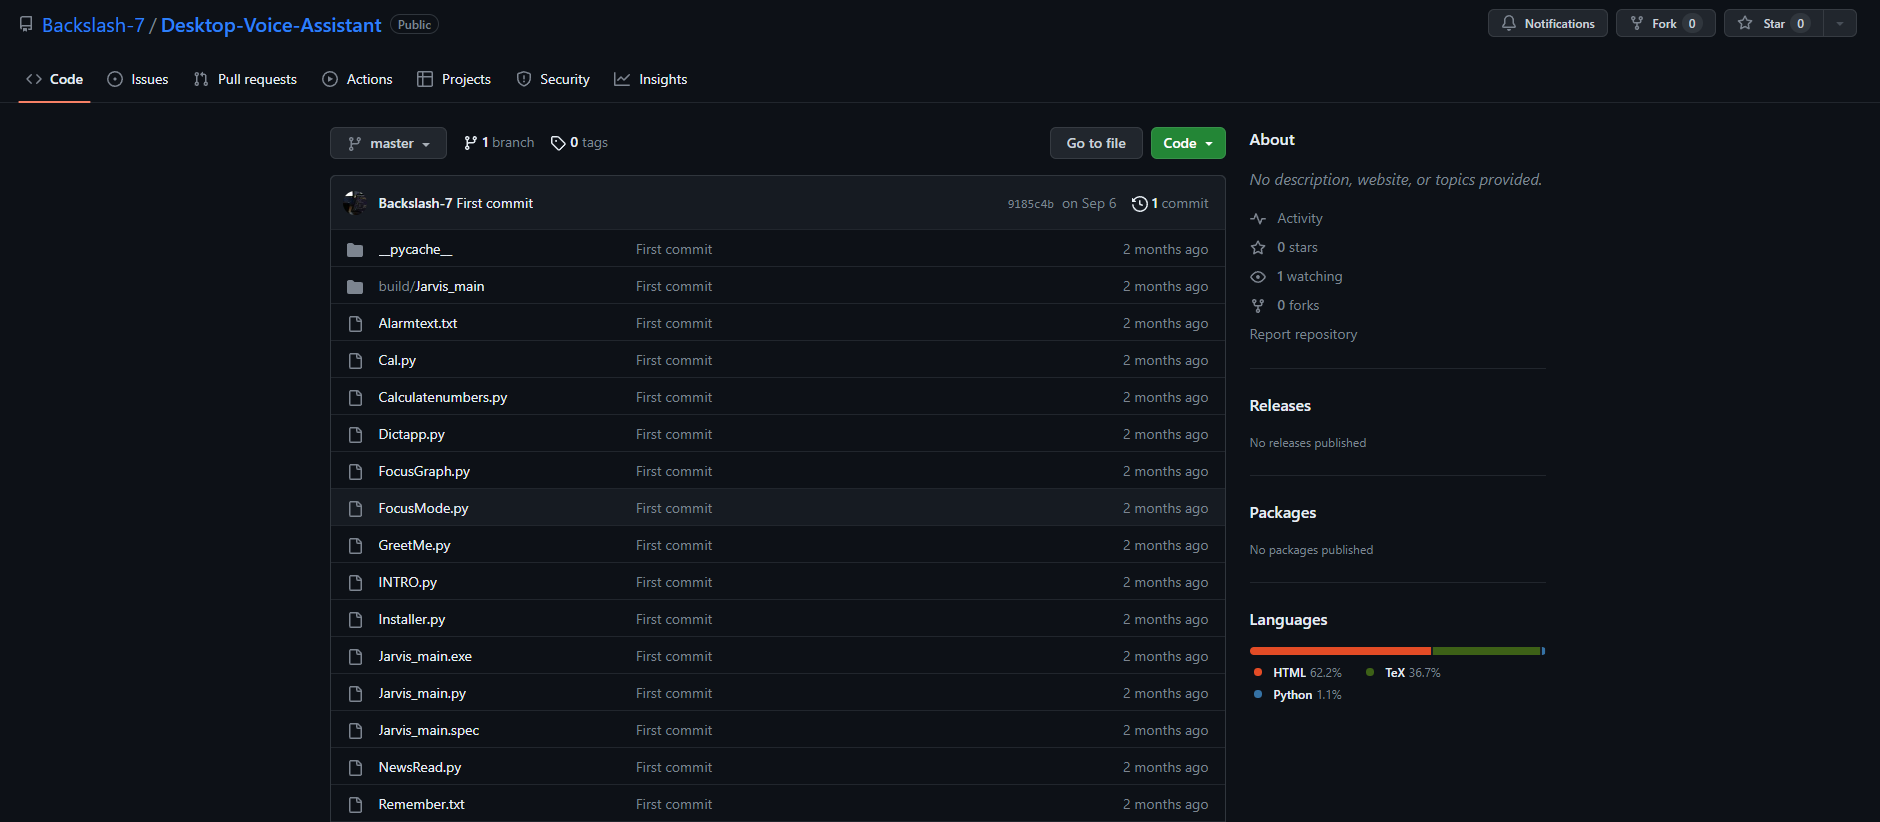 Backslash-7 / Desktop-Voice-Assistant Public
Notifications Fork 0 Star 0
Code Issues Pull requests Actions Projects Security Insights
master 1 branch 0 tags Go to file Code
Backslash-7 First commit 9185c4b on Sep 6 1 commit
__pycache__ First commit 2 months ago
build/Jarvis_main First commit 2 months ago
Alarmtext.txt First commit 2 months ago
Cal.py First commit 2 months ago
Calculatenumbers.py First commit 2 months ago
Dictapp.py First commit 2 months ago
FocusGraph.py First commit 2 months ago
FocusMode.py First commit 2 months ago
GreetMe.py First commit 2 months ago
INTRO.py First commit 2 months ago
Installer.py First commit 2 months ago
Jarvis_main.exe First commit 2 months ago
Jarvis_main.py First commit 2 months ago
Jarvis_main.spec First commit 2 months ago
NewsRead.py First commit 2 months ago
Remember.txt First commit 2 months ago
About
No description, website, or topics provided.
Activity
0 stars
1 watching
0 forks
Report repository
Releases
No releases published
Packages
No packages published
Languages
HTML 62.2% TeX 36.7%
Python 1.1%